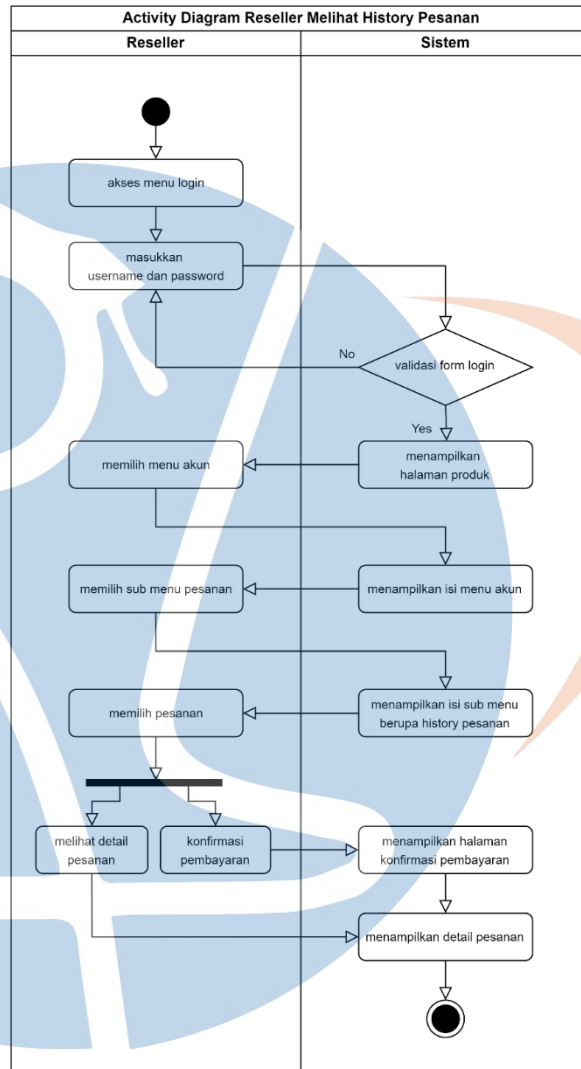 Activity Diagram Reseller Melihat History Pesanan
Reseller
Sistem
akses menu login
masukkan
username dan password
No
validasi form login
Yes
menampilkan
halaman produk
memilih menu akun
menampilkan isi menu akun
memilih sub menu pesanan
menampilkan isi sub menu
berupa history pesanan
memilih pesanan
melihat detail
pesanan
konfirmasi
pembayaran
menampilkan halaman
konfirmasi pembayaran
menampilkan detail pesanan